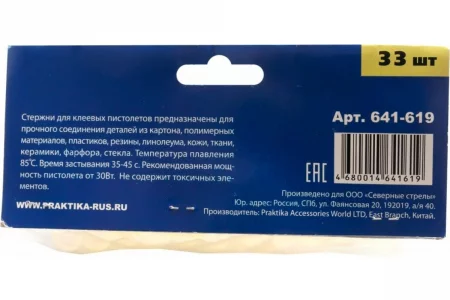 33 шт
Стержни для клеевых пистолетов предназначены для
прочного соединения деталей из картона, полимерных
материалов, пластиков, резины, линолеума, кожи, ткани,
керамики, фарфора, стекла. Температура плавления
85°С. Время застывания 35-45 с. Рекомендованная мощ-
ность пистолета от 30Вт. Не содержит токсичных эле-
ментов.
WWW.PRAKTIKA-RUS.RU
Арт. 641-619
EAC
4 680014 641619
Произведено для ООО «Северные стрелы»
Юр. адрес: Россия, СПб, ул. Фаянсовая 20, 192019, а/я 40.
Производитель: Praktika Accessories World LTD, East Branch, Китай.